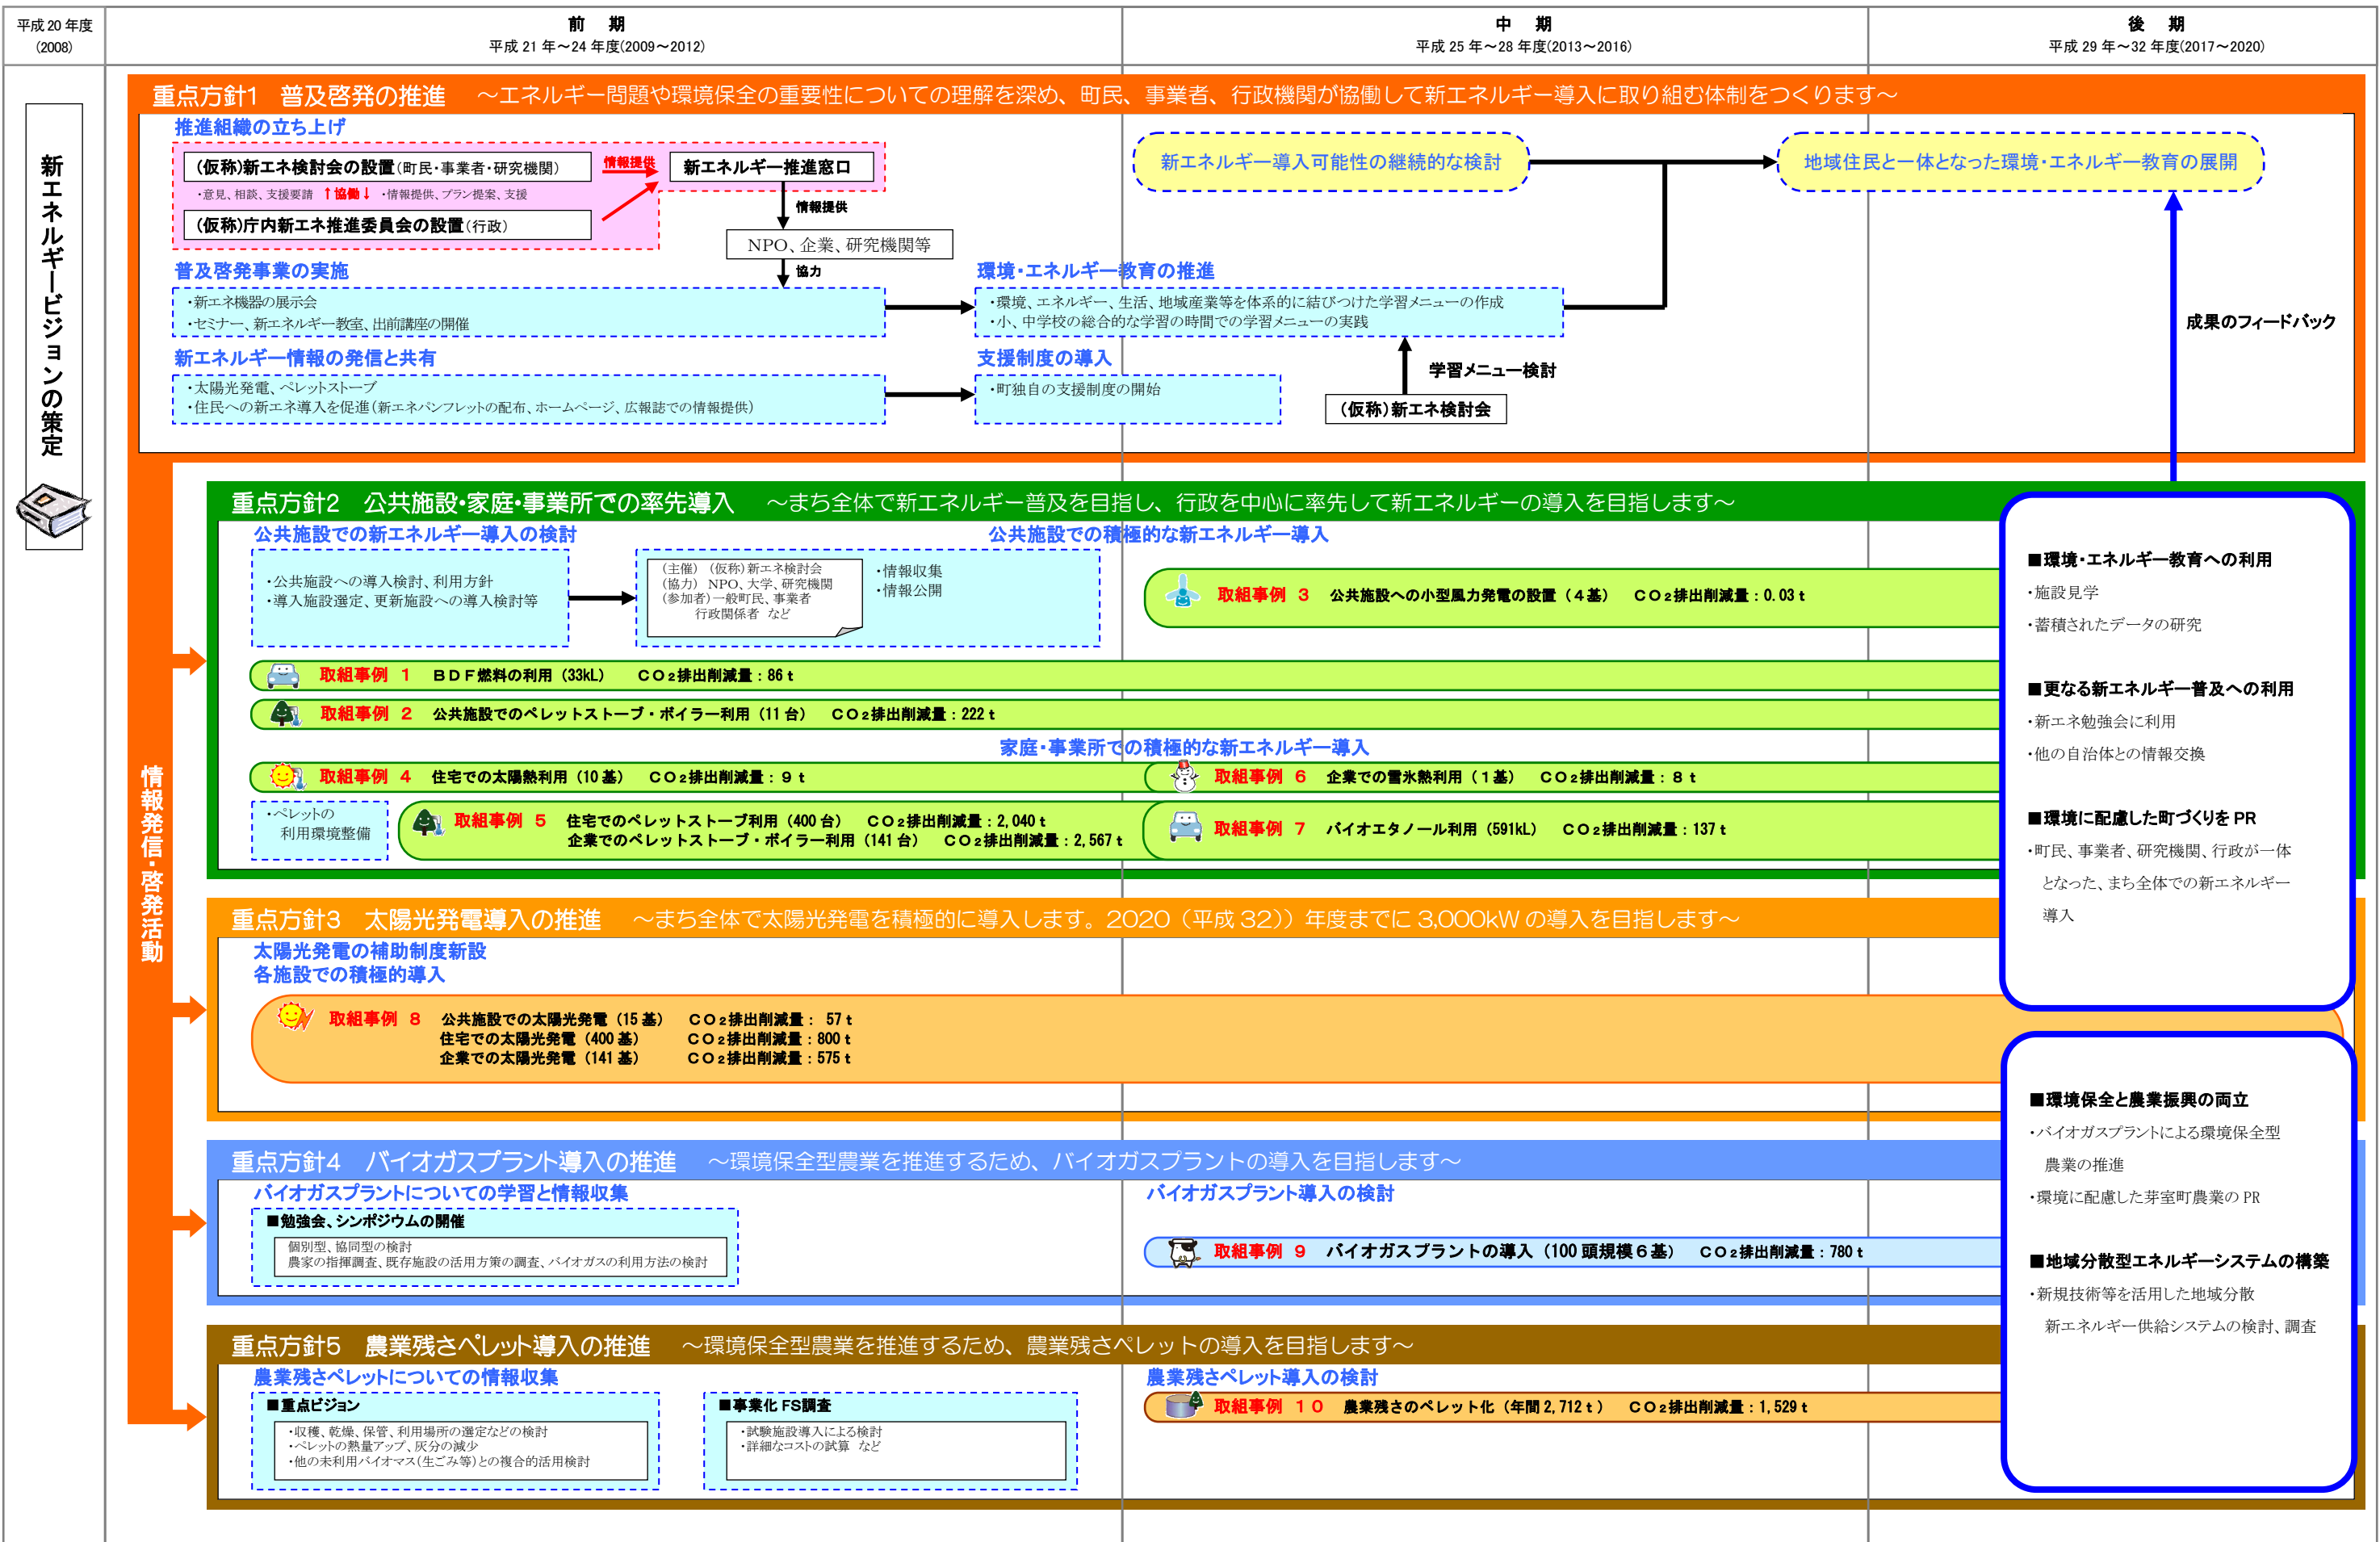 平成20年度
(2008)
前　期
平成21年～24年度(2009～2012)
中　期
平成25年～28年度(2013～2016)
後　期
平成29年～32年度(2017～2020)
新エネルギービジョンの策定
重点方針1　普及啓発の推進　～エネルギー問題や環境保全の重要性についての理解を深め、町民、事業者、行政機関が協働して新エネルギー導入に取り組む体制をつくります～
推進組織の立ち上げ
(仮称)新エネ検討会の設置(町民・事業者・研究機関)
・意見、相談、支援要請　↑協働↓　・情報提供、プラン提案、支援
(仮称)庁内新エネ推進委員会の設置(行政)
情報提供
新エネルギー推進窓口
情報提供
NPO、企業、研究機関等
協力
新エネルギー導入可能性の継続的な検討
地域住民と一体となった環境・エネルギー教育の展開
普及啓発事業の実施
・新エネ機器の展示会
・セミナー、新エネルギー教室、出前講座の開催
環境・エネルギー教育の推進
・環境、エネルギー、生活、地域産業等を体系的に結びつけた学習メニューの作成
・小、中学校の総合的な学習の時間での学習メニューの実践
成果のフィードバック
新エネルギー情報の発信と共有
・太陽光発電、ペレットストーブ
・住民への新エネ導入を促進(新エネパンフレットの配布、ホームページ、広報誌での情報提供)
支援制度の導入
・町独自の支援制度の開始
学習メニュー検討
(仮称)新エネ検討会
情報発信・啓発活動
重点方針2　公共施設・家庭・事業所での率先導入　～まち全体で新エネルギー普及を目指し、行政を中心に率先して新エネルギーの導入を目指します～
公共施設での新エネルギー導入の検討
・公共施設への導入検討、利用方針
・導入施設選定、更新施設への導入検討等
公共施設での積極的な新エネルギー導入
(主催)　(仮称)新エネ検討会
(協力)　NPO、大学、研究機関
(参加者)一般町民、事業者
行政関係者　など
・情報収集
・情報公開
取組事例　3　公共施設への小型風力発電の設置（4基）　CO2排出削減量：0.03t
取組事例　1　BDF燃料の利用（33kL）　CO2排出削減量：86t
取組事例　2　公共施設でのペレットストーブ・ボイラー利用（11台）　CO2排出削減量：222t
家庭・事業所での積極的な新エネルギー導入
取組事例　4　住宅での太陽熱利用（10基）　CO2排出削減量：9t
取組事例　6　企業での雪氷熱利用（1基）　CO2排出削減量：8t
・ペレットの
利用環境整備
取組事例　5　住宅でのペレットストーブ利用（400台）　CO2排出削減量：2,040t
企業でのペレットストーブ・ボイラー利用（141台）　CO2排出削減量：2,567t
取組事例　7　バイオエタノール利用（591kL）　CO2排出削減量：137t
■環境・エネルギー教育への利用
・施設見学
・蓄積されたデータの研究
■更なる新エネルギー普及への利用
・新エネ勉強会に利用
・他の自治体との情報交換
■環境に配慮した町づくりをPR
・町民、事業者、研究機関、行政が一体
となった、まち全体での新エネルギー
導入
重点方針3　太陽光発電導入の推進　～まち全体で太陽光発電を積極的に導入します。2020（平成32））年度までに3,000kWの導入を目指します～
太陽光発電の補助制度新設
各施設での積極的導入
取組事例　8　公共施設での太陽光発電（15基）　CO2排出削減量：　57t
住宅での太陽光発電（400基）　CO2排出削減量：800t
企業での太陽光発電（141基）　CO2排出削減量：575t
重点方針4　バイオガスプラント導入の推進　～環境保全型農業を推進するため、バイオガスプラントの導入を目指します～
バイオガスプラントについての学習と情報収集
■勉強会、シンポジウムの開催
個別型、協同型の検討
農家の指揮調査、既存施設の活用方策の調査、バイオガスの利用方法の検討
バイオガスプラント導入の検討
取組事例　9　バイオガスプラントの導入（100頭規模6基）　CO2排出削減量：780t
■環境保全と農業振興の両立
・バイオガスプラントによる環境保全型
農業の推進
・環境に配慮した芽室町農業のPR
■地域分散型エネルギーシステムの構築
・新規技術等を活用した地域分散
新エネルギー供給システムの検討、調査
重点方針5　農業残さペレット導入の推進　～環境保全型農業を推進するため、農業残さペレットの導入を目指します～
農業残さペレットについての情報収集
■重点ビジョン
・収穫、乾燥、保管、利用場所の選定などの検討
・ペレットの熱量アップ、灰分の減少
・他の未利用バイオマス(生ごみ等)との複合的活用検討
■事業化FS調査
・試験施設導入による検討
・詳細なコストの試算　など
農業残さペレット導入の検討
取組事例　10　農業残さのペレット化（年間2,712t）　CO2排出削減量：1,529t